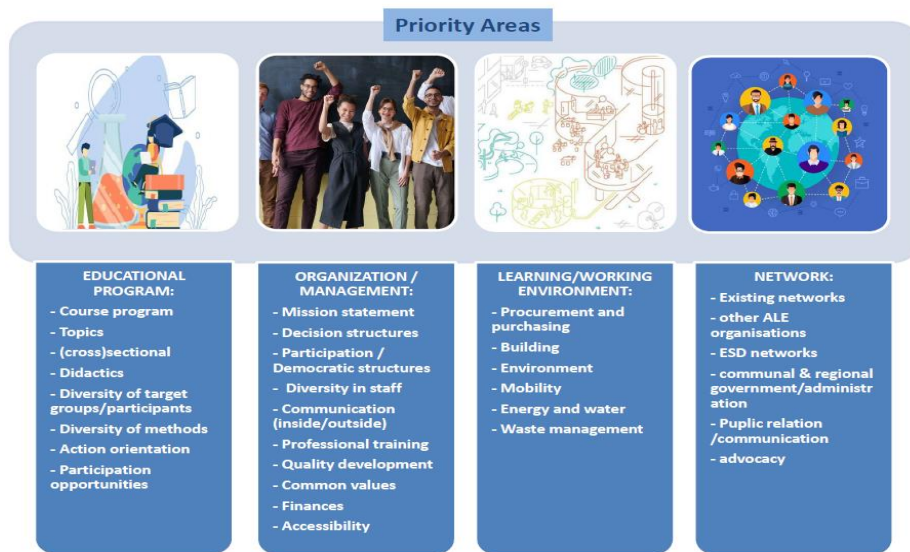 Priority Areas
EDUCATIONAL
PROGRAM:
- Course program
- Topics
- (cross)sectional
- Didactics
- Diversity of target
groups/participants
- Diversity of methods
- Action orientation
- Participation
opportunities
ORGANIZATION /
MANAGEMENT:
- Mission statement
- Decision structures
- Participation /
Democratic structures
- Diversity in staff
- Communication
(inside/outside)
- Professional training
- Quality development
- Common values
- Finances
- Accessibility
LEARNING/WORKING
ENVIRONMENT:
- Procurement and
purchasing
- Building
- Environment
- Mobility
- Energy and water
- Waste management
NETWORK:
- Existing networks
- other ALE
organisations
- ESD networks
- communal & regional
government/administr
ation
- Puplic relation
/communication
- advocacy